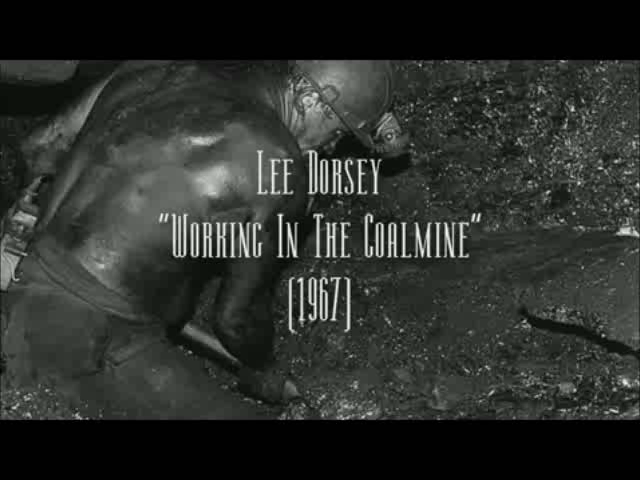 Lee Dorsey
"Working In The Coalmine"
(1967)